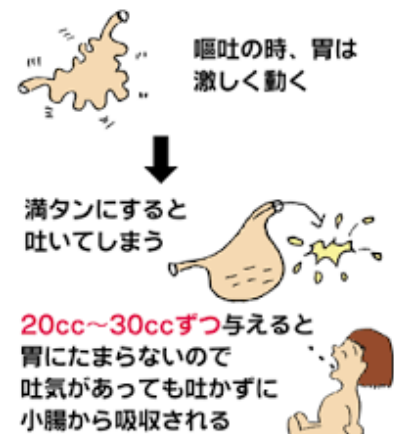 嘔吐の時、胃は
激しく動く
満タンにすると
吐いてしまう
20cc～30ccずつ与えると
胃にたまらないので
吐気があっても吐かずに
小腸から吸収される